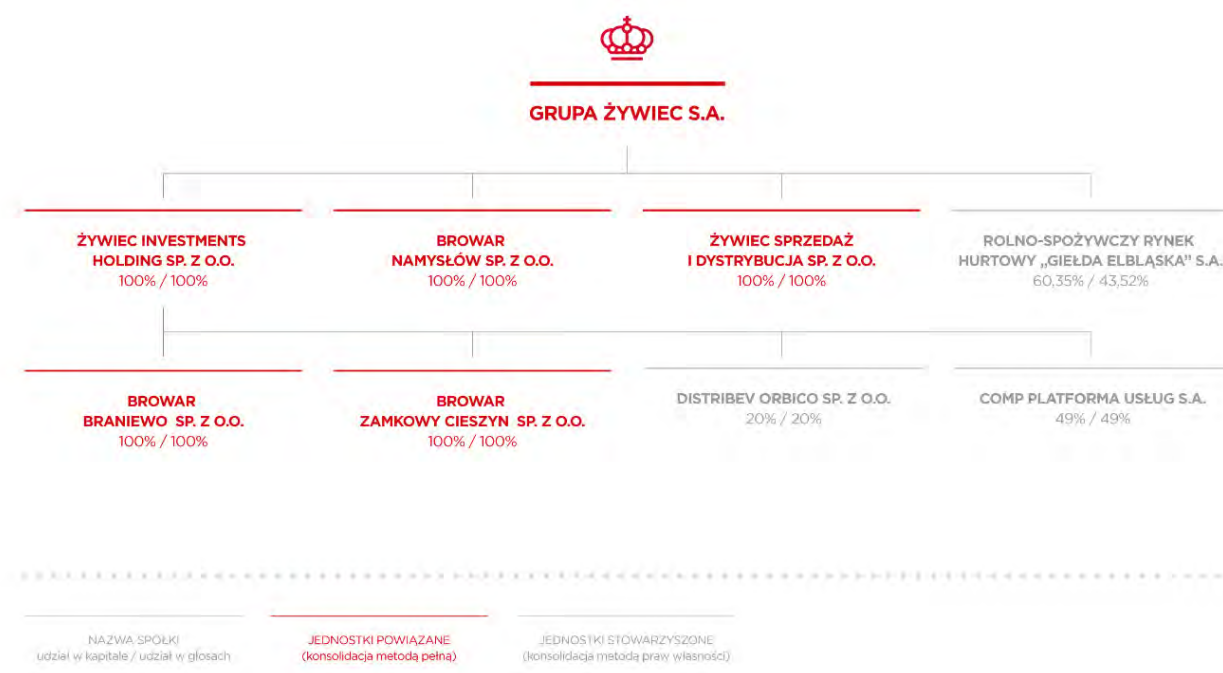 GRUPA ŻYWIEC S.A.
ŻYWIEC INVESTMENTS
HOLDING SP. Z O.O.
100% / 100%
BROWAR
NAMYSŁÓW SP. Z O.O.
100% / 100%
ŻYWIEC SPRZEDAŻ
I DYSTRYBUCJA SP. Z O.O.
100% / 100%
ROLNO-SPOŻYWCZY RYNEK
HURTOWY „GIEŁDA ELBLĄSKA" S.A.
60,35% / 43,52%
BROWAR
BRANIEWO SP. Z O.O.
100% / 100%
BROWAR
ZAMKOWY CIESZYN SP. Z O.O.
100% / 100%
DISTRIBEV ORBICO SP. Z O.O.
20% / 20%
COMP PLATFORMA USŁUG S.A.
49% / 49%
NAZWA SPÓŁKI
udział w kapitale / udział w głosach
JEDNOSTKI POWIĄZANE
(konsolidacja metodą pełną)
JEDNOSTKI STOWARZYSZONE
(konsolidacja metodą praw własności)